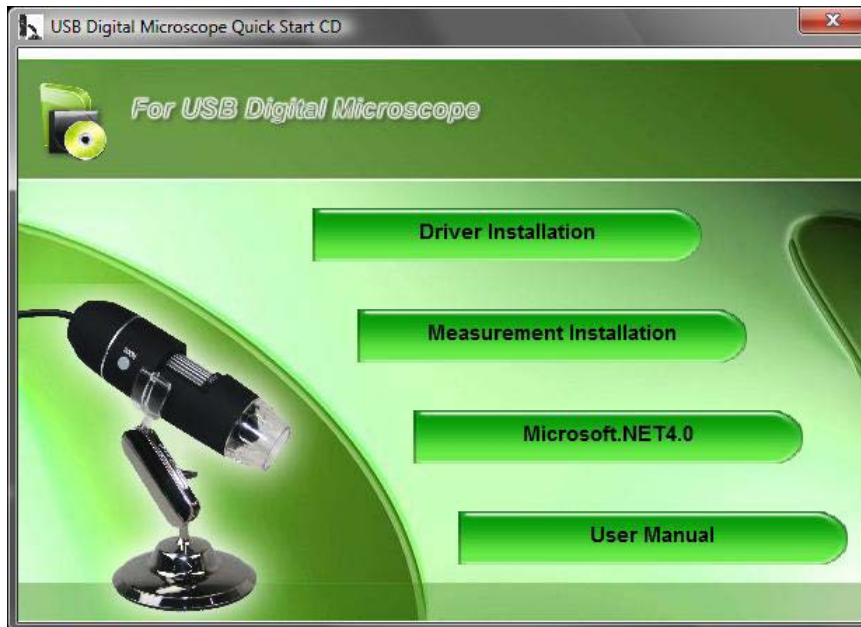 USB Digital Microscope Quick Start CD
For USB Digital Microscope
Driver Installation
Measurement Installation
Microsoft.NET4.0
User Manual